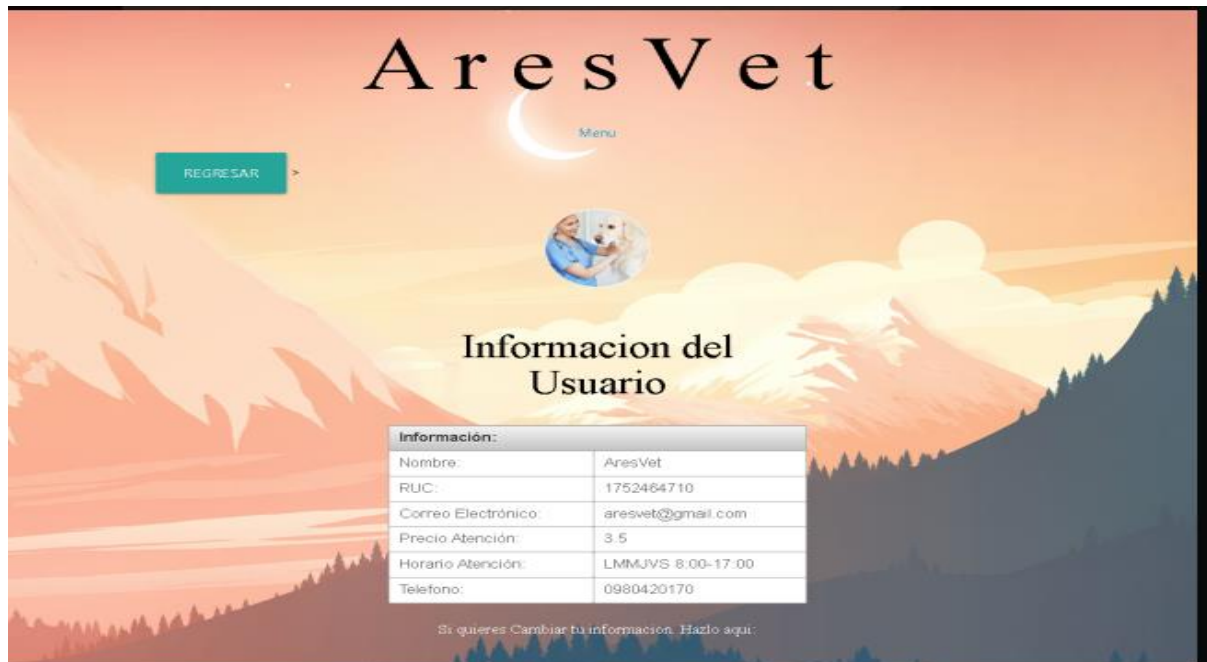 AresVet
Menu
REGRESAR >
Informacion del
Usuario
Información:
Nombre: AresVet
RUC: 1752464710
Correo Electrónico: aresvet@gmail.com
Precio Atención: 3.5
Horario Atención: LMMJVS 8:00-17:00
Telefono: 0980420170
Si quieres Cambiar tu informacion. Hazlo aqui: